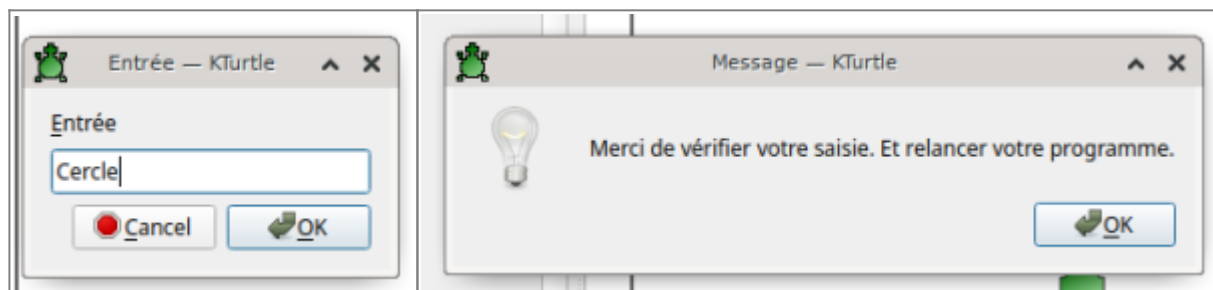 Entrée — KTurtle
Entrée
Cercle
Cancel
OK
Message — KTurtle
Merci de vérifier votre saisie. Et relancer votre programme.
OK